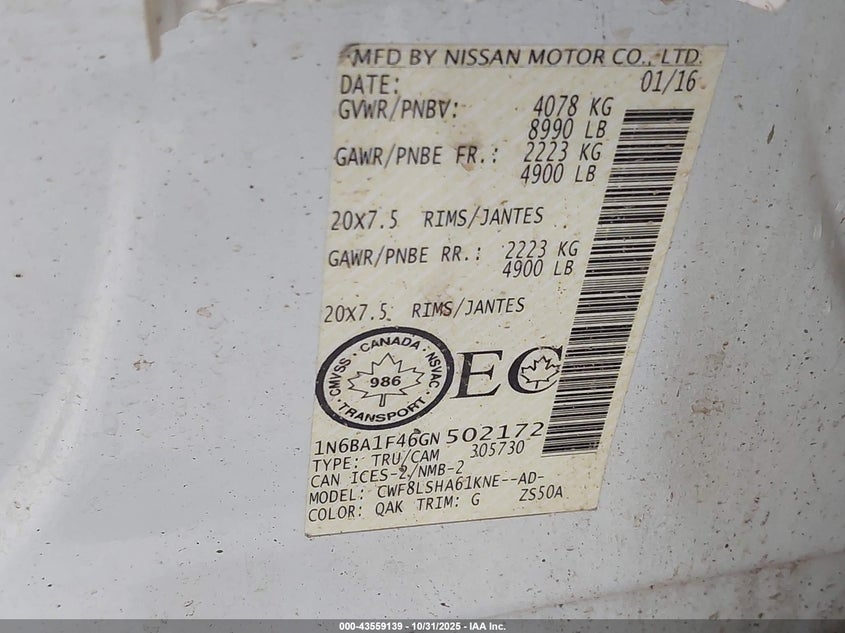 MFD BY NISSAN MOTOR CO., LTD.
DATE: 01/16
GVWR/PNBV: 4078 KG
8990 LB
GAWR/PNBE FR.: 2223 KG
4900 LB
20X7.5 RIMS/JANTES
GAWR/PNBE RR.: 2223 KG
4900 LB
20X7.5 RIMS/JANTES
CANADA
CMVSS 986 NSVAC
TRANSPORT
EC
1N6BA1F46GN502172
TYPE: TRU/CAM 305730
CAN ICES-2/NMB-2
MODEL: CWF8LSHA61KNE--AD-
COLOR: QAK TRIM: G ZS50A
000-43559139 - 10/31/2025 - IAA Inc.